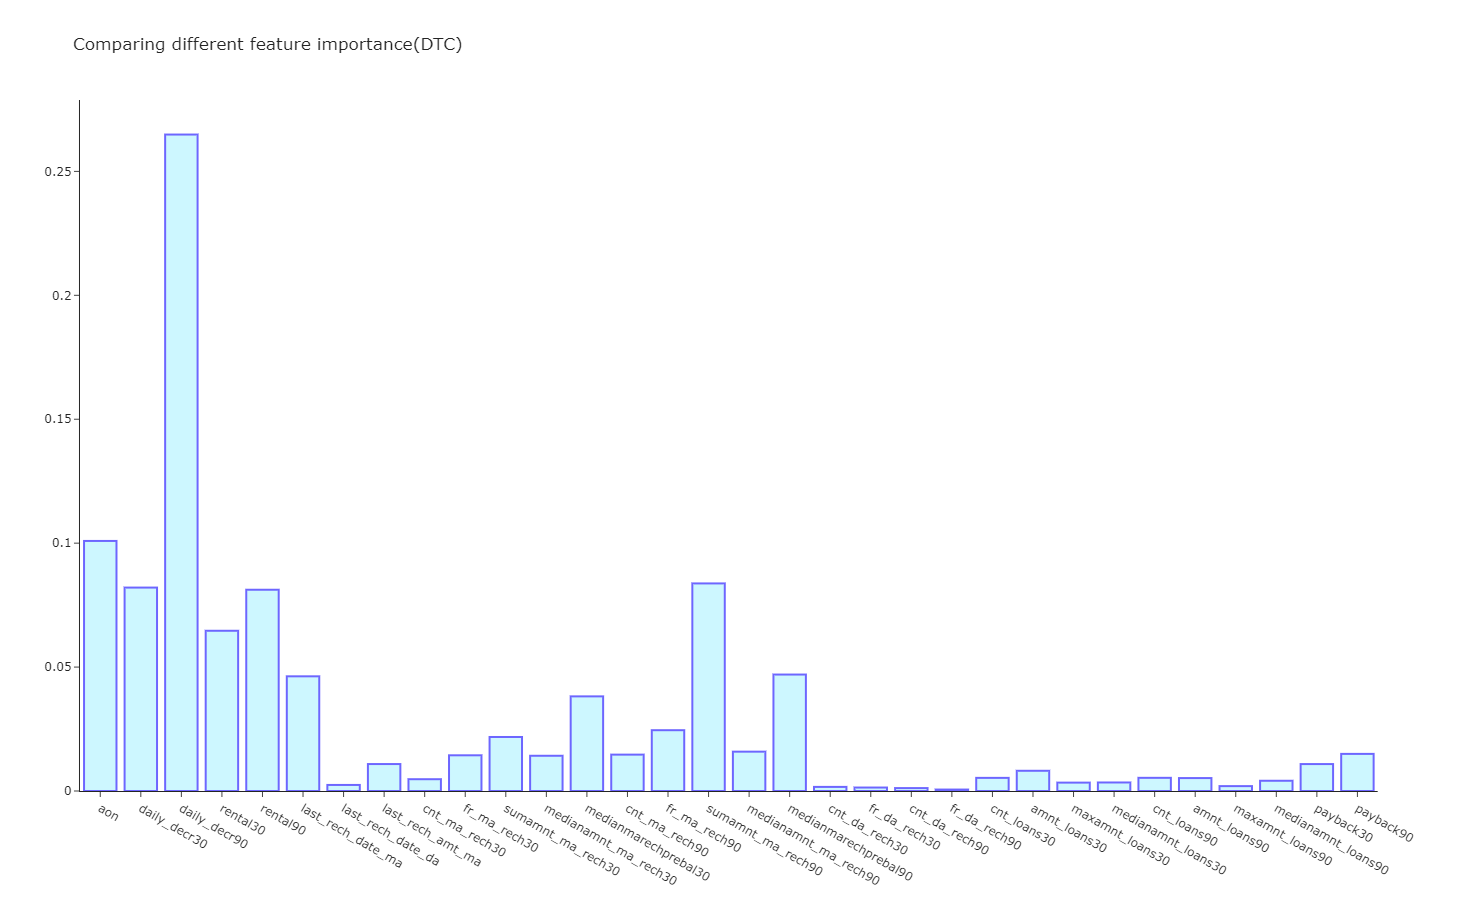 Comparing different feature importance(DTC)
0.25
0.2
0.15
0.1
0.05
0
aon
daily_decr30
daily_decr90
rental30
rental90
last_rech_date_ma
last_rech_date_da
last_rech_amt_ma
cnt_ma_rech30
fr_ma_rech30
sumamnt_ma_rech30
medianamnt_ma_rech30
medianmarechprebal30
cnt_ma_rech90
fr_ma_rech90
sumamnt_ma_rech90
medianamnt_ma_rech90
medianmarechprebal90
cnt_da_rech30
fr_da_rech30
cnt_da_rech90
fr_da_rech90
cnt_loans30
amnt_loans30
maxamnt_loans30
medianamnt_loans30
cnt_loans90
amnt_loans90
maxamnt_loans90
medianamnt_loans90
payback30
payback90